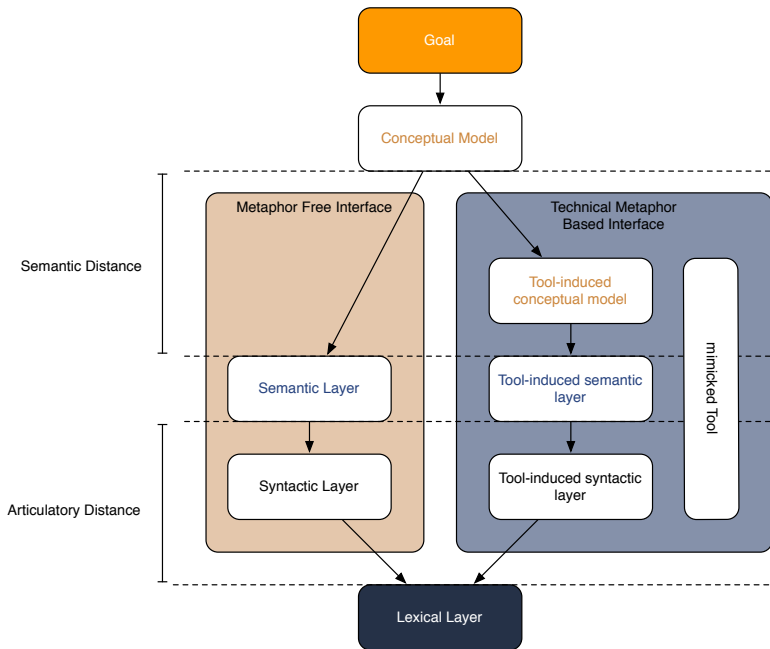 Goal
Conceptual Model
Metaphor Free Interface
Technical Metaphor
Based Interface
Semantic Distance
Tool-induced
conceptual model
mimicked Tool
Semantic Layer
Tool-induced semantic
layer
Articulatory Distance
Syntactic Layer
Tool-induced syntactic
layer
Lexical Layer